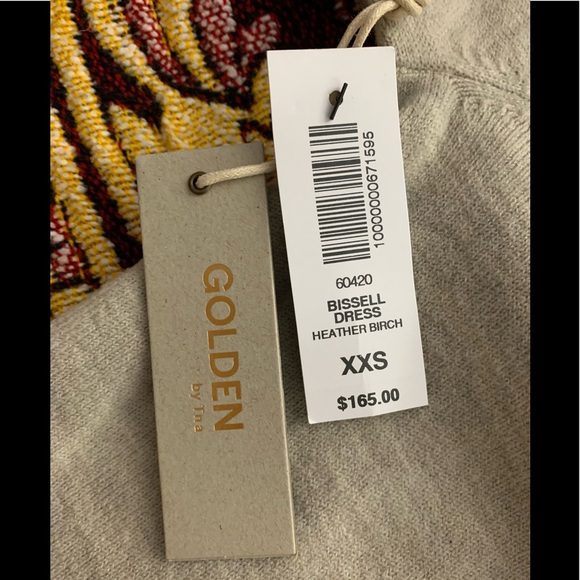 GOLDEN
by Tna
10000000671595
60420
BISSELL
DRESS
HEATHER BIRCH
XXS
$165.00